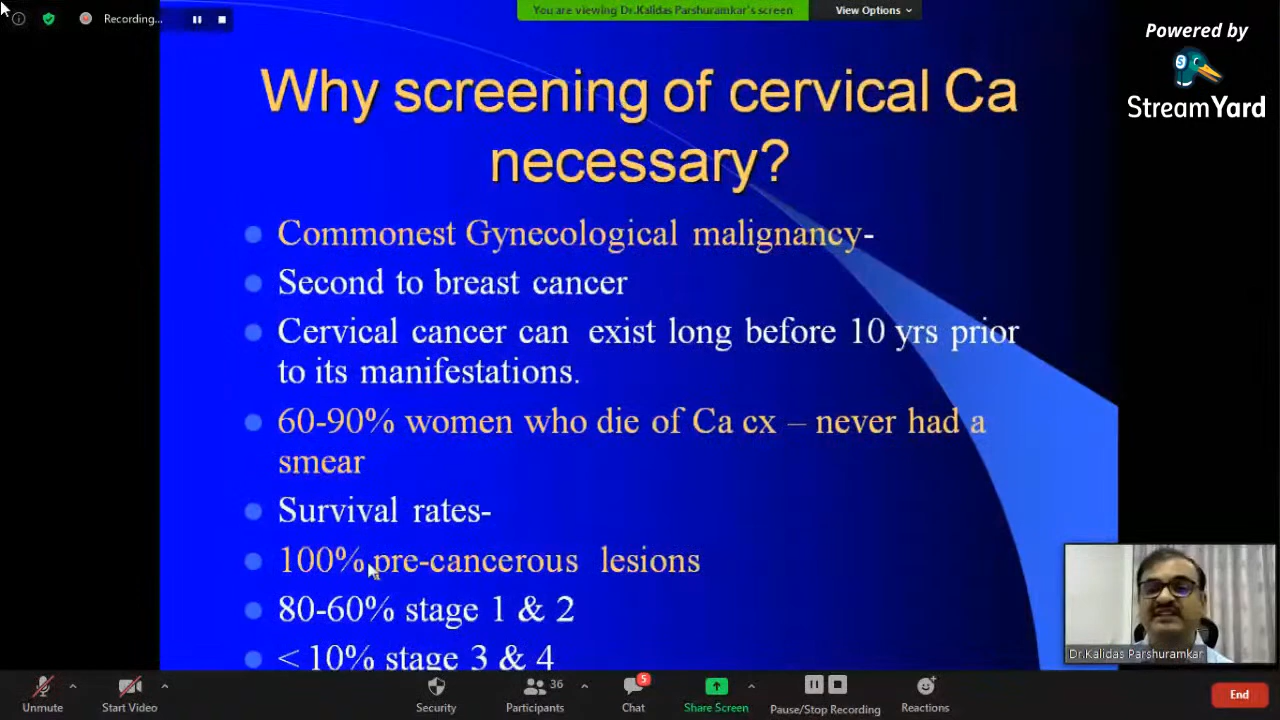 Recording...
You are viewing Dr.Kalidas Parshuramkar's screen
View Options
Powered by
StreamYard
Why screening of cervical Ca
necessary?
Commonest Gynecological malignancy-
Second to breast cancer
Cervical cancer can exist long before 10 yrs prior
to its manifestations.
60-90% women who die of Ca cx – never had a
smear
Survival rates-
100% pre-cancerous lesions
80-60% stage 1 & 2
< 10% stage 3 & 4
Dr.Kalidas Parshuramkar
Unmute
Start Video
Security
Participants 36
Chat 5
Share Screen
Pause/Stop Recording
Reactions
End